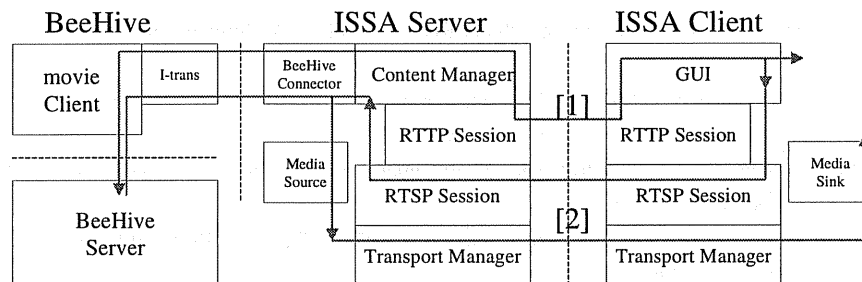 BeeHive
ISSA Server
ISSA Client
movie
Client
I-trans
BeeHive
Connector
Content Manager
GUI
[1]
RTTP Session
RTTP Session
Media
Source
Media
Sink
RTSP Session
RTSP Session
BeeHive
Server
[2]
Transport Manager
Transport Manager